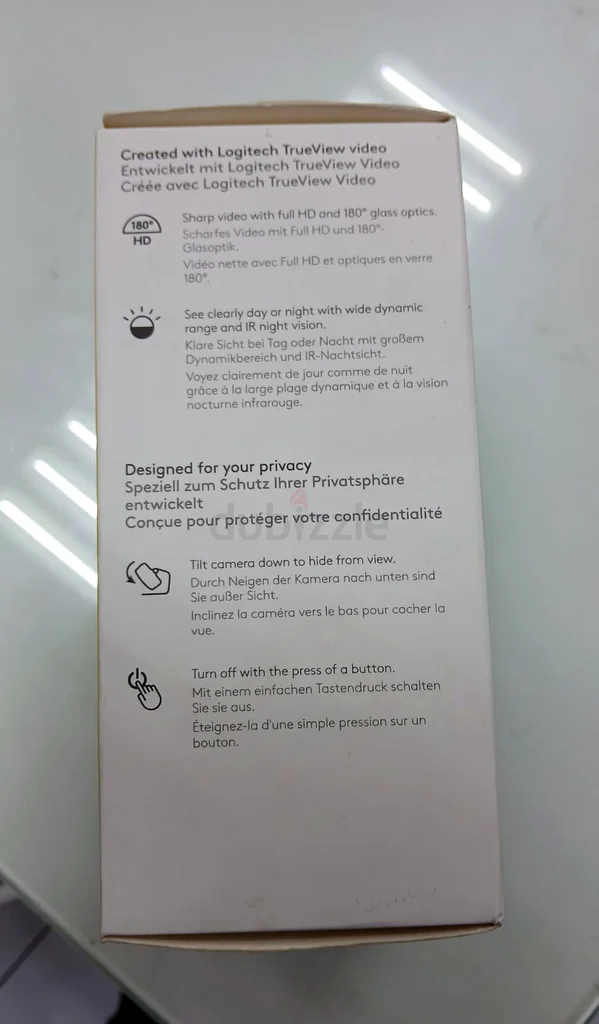 Created with Logitech TrueView video
Entwickelt mit Logitech TrueView Video
Créée avec Logitech TrueView Video
180°
HD
Sharp video with full HD and 180° glass optics.
Scharfes Video mit Full HD und 180°-
Glasoptik.
Vidéo nette avec Full HD et optiques en verre
180°.
See clearly day or night with wide dynamic
range and IR night vision.
Klare Sicht bei Tag oder Nacht mit großem
Dynamikbereich und IR-Nachtsicht.
Voyez clairement de jour comme de nuit
grâce à la large plage dynamique et à la vision
nocturne infrarouge.
Designed for your privacy
Speziell zum Schutz Ihrer Privatsphäre
entwickelt
Conçue pour protéger votre confidentialité
dubizzle
Tilt camera down to hide from view.
Durch Neigen der Kamera nach unten sind
Sie außer Sicht.
Inclinez la caméra vers le bas pour cacher la
vue.
Turn off with the press of a button.
Mit einem einfachen Tastendruck schalten
Sie sie aus.
Éteignez-la d'une simple pression sur un
bouton.